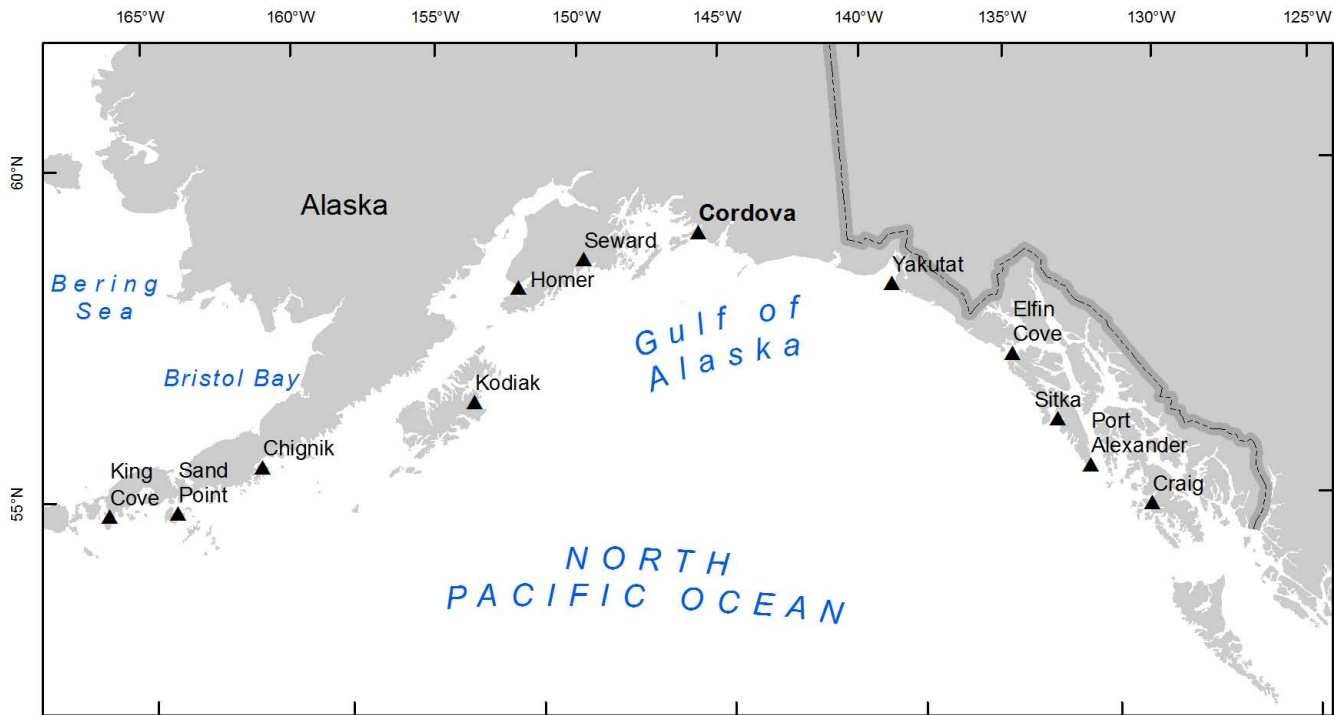 165°W 160°W 155°W 150°W 145°W 140°W 135°W 130°W 125°W
60°N
55°N
Alaska
Cordova
Seward
Homer
Yakutat
Bering
Sea
Elfin
Cove
Gulf of
Alaska
Bristol Bay
Kodiak
Sitka
Port
Alexander
Chignik
King
Cove
Sand
Point
Craig
NORTH
PACIFIC OCEAN